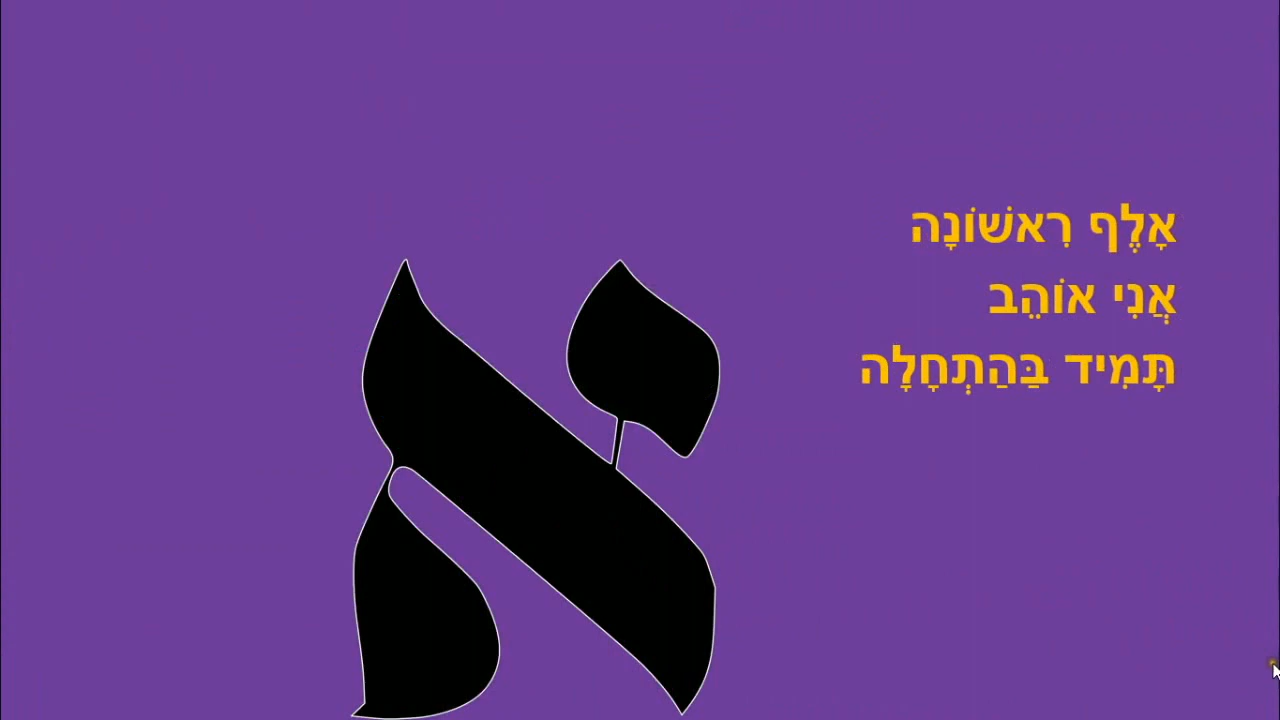 אָלֶף רִאשׁוֹנָה
אֲנִי אוֹהֵב
תָּמִיד בַּהַתְחָלָה
א